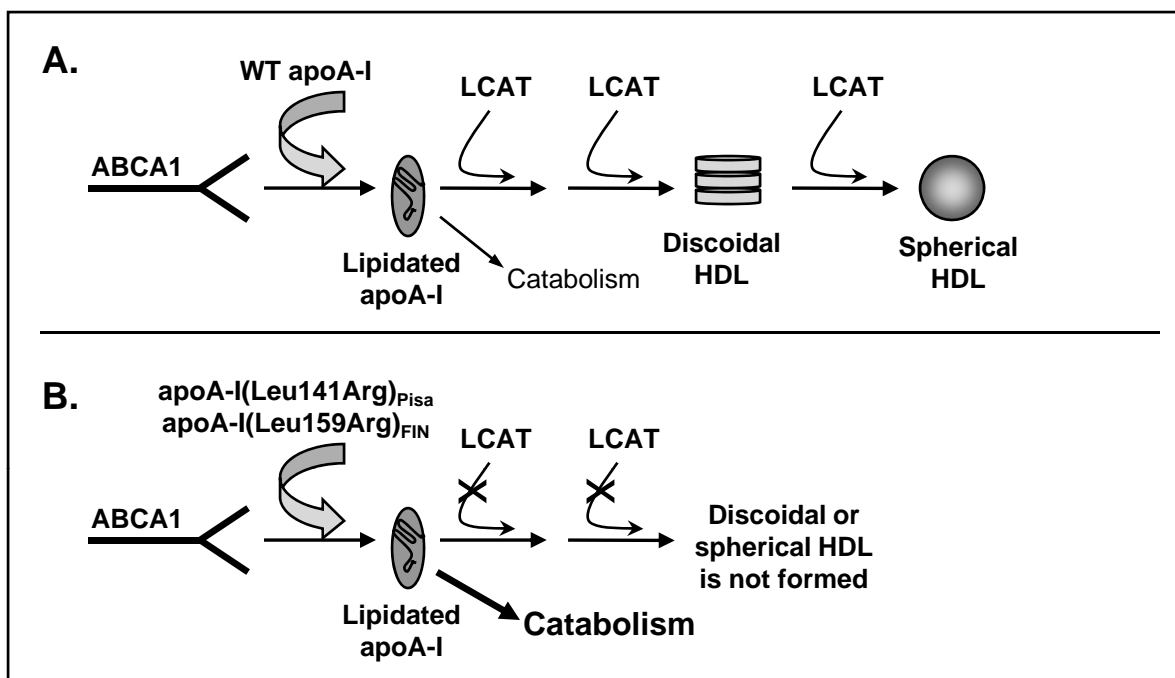 A.
WT apoA-I
LCAT
LCAT
LCAT
ABCA1
Lipidated
apoA-I
Catabolism
Discoidal
HDL
Spherical
HDL
B.
apoA-I(Leu141Arg)Pisa
apoA-I(Leu159Arg)FIN
LCAT
LCAT
ABCA1
Lipidated
apoA-I
Catabolism
Discoidal or
spherical HDL
is not formed